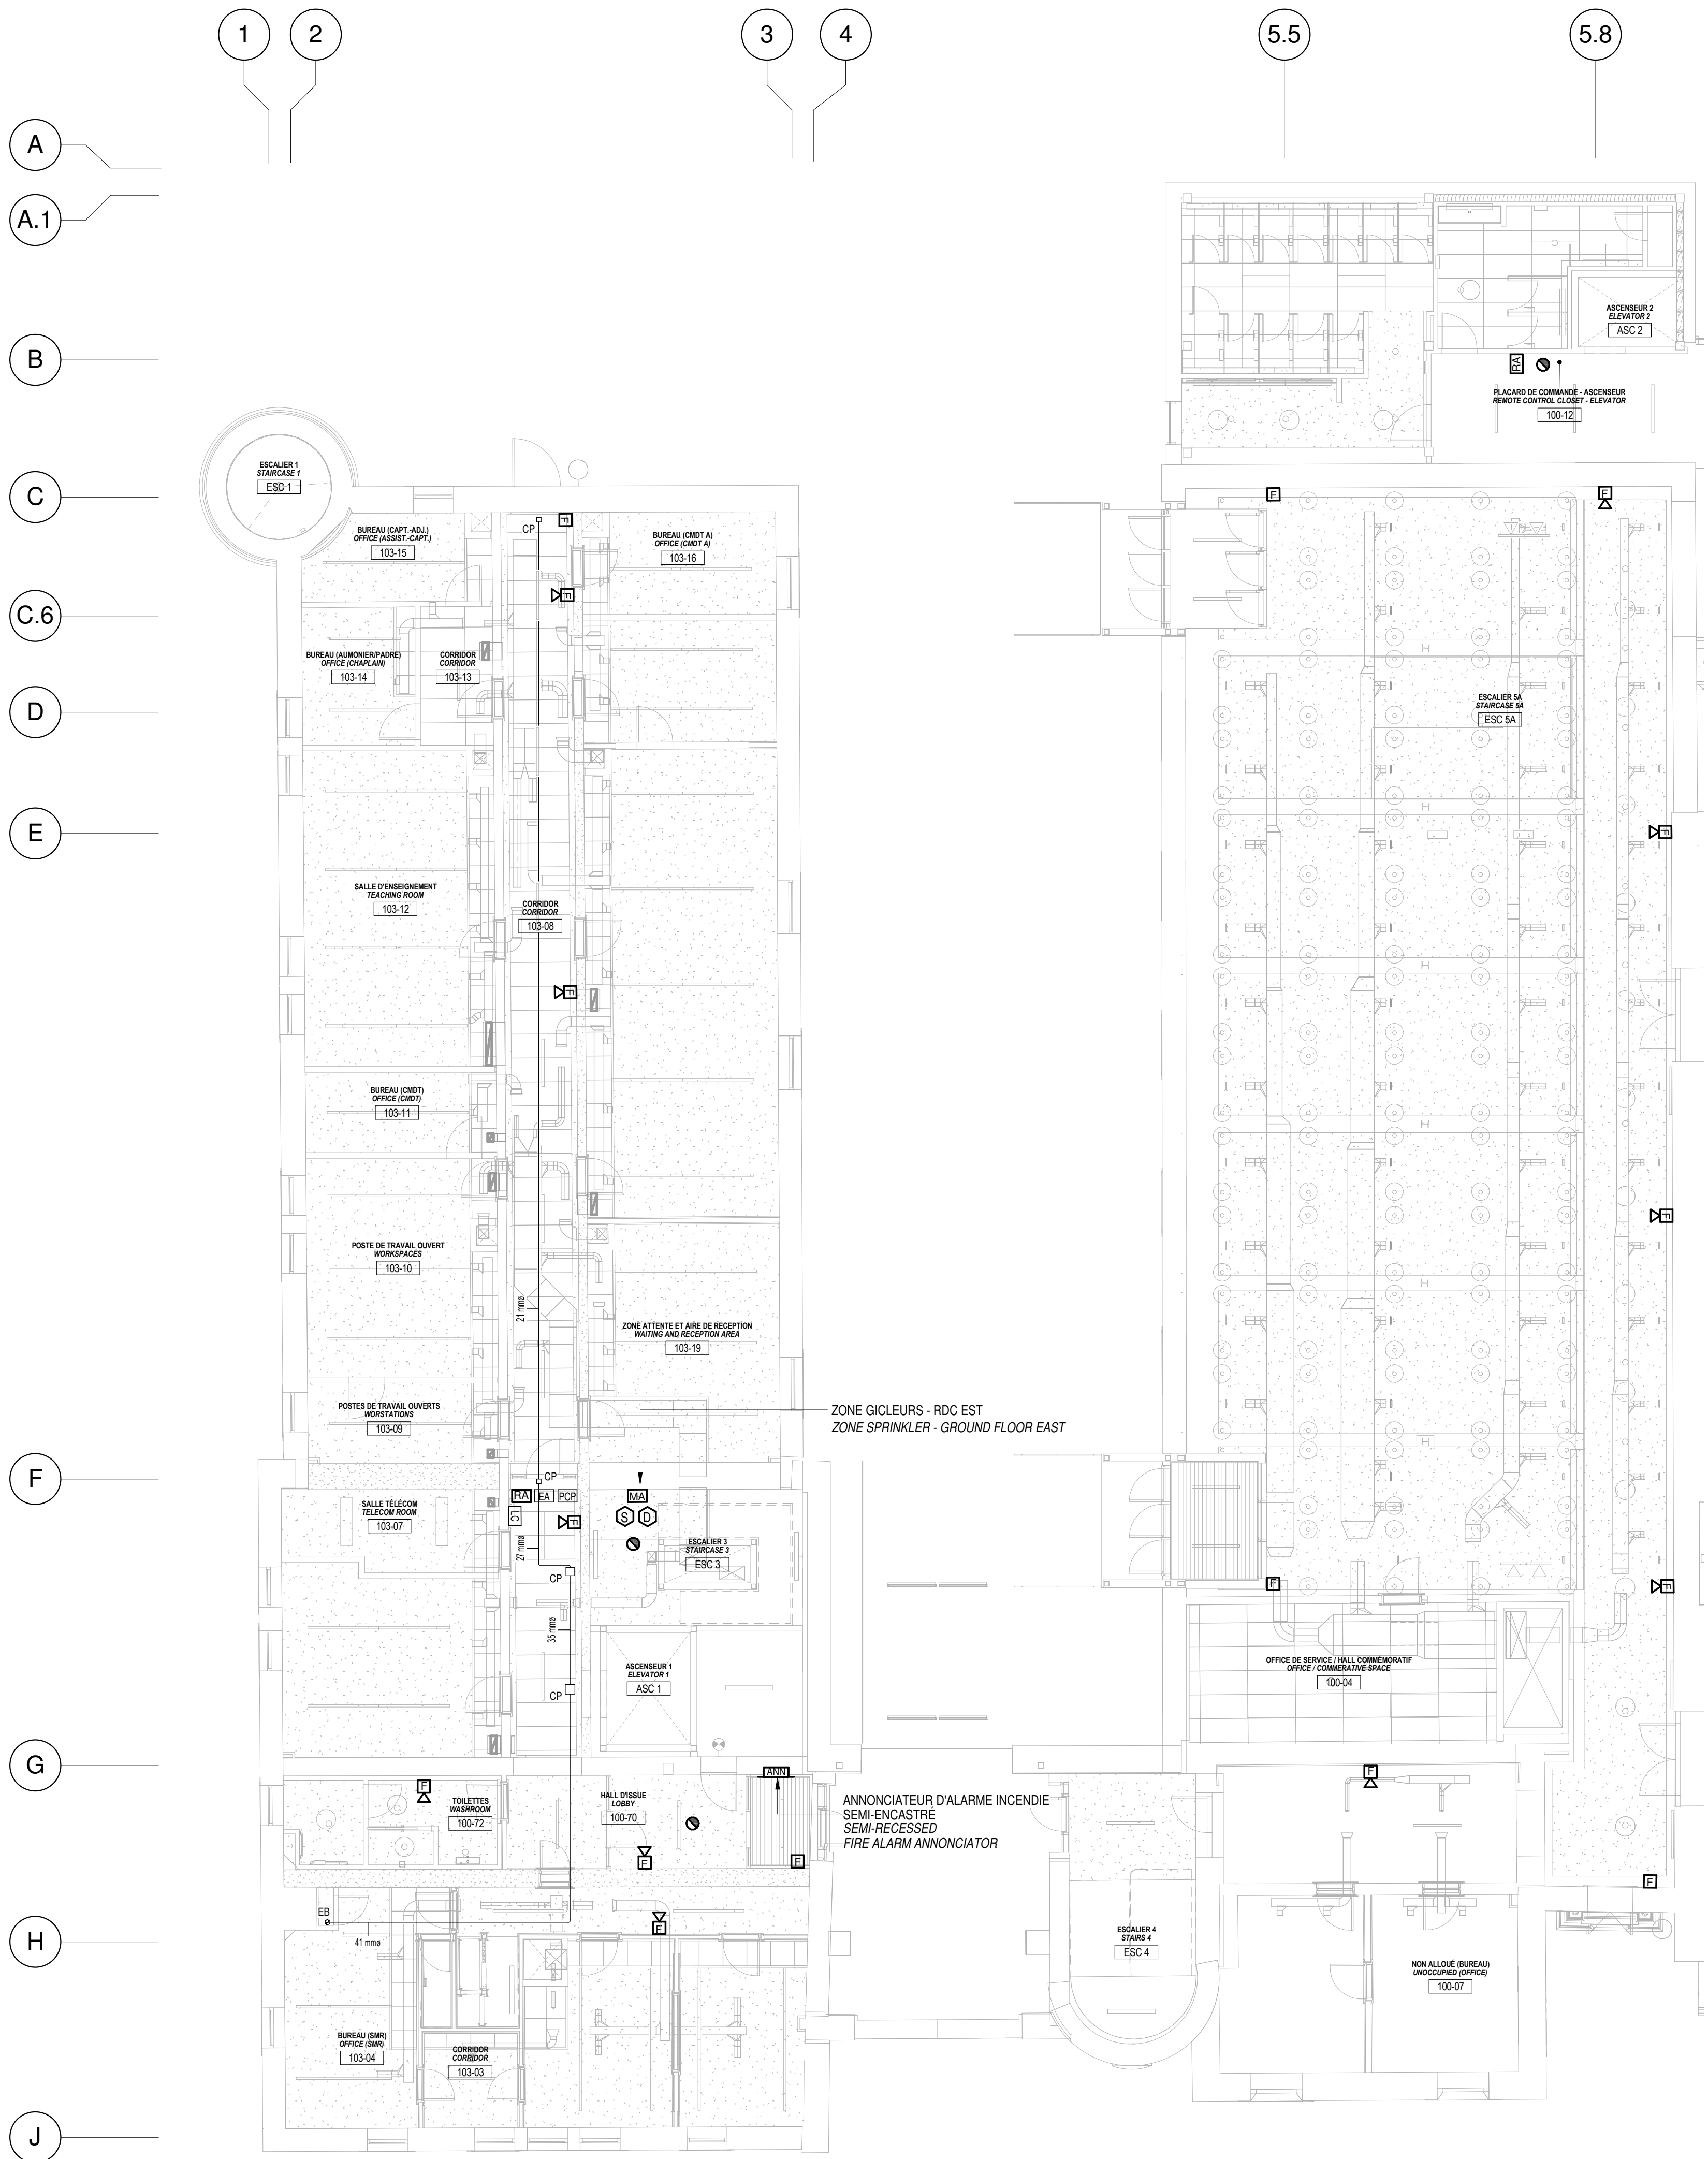 1
2
3
4
5.5
5.8
A
A.1
B
C
C.6
D
E
F
G
H
J
ASCENSEUR 2
ELEVATOR 2
ASC 2
RA
PLACARD DE COMMANDE - ASCENSEUR
REMOTE CONTROL CLOSET - ELEVATOR
100-12
ESCALIER 1
STAIRCASE 1
ESC 1
F
F
BUREAU (CAPT.-ADJ.)
OFFICE (ASSIST.-CAPT.)
103-15
CP
F
BUREAU (CMDT A)
OFFICE (CMDT A)
103-16
F
BUREAU (AUMONIER/PADRE)
OFFICE (CHAPLAIN)
103-14
CORRIDOR
CORRIDOR
103-13
ESCALIER 5A
STAIRCASE 5A
ESC 5A
F
SALLE D'ENSEIGNEMENT
TEACHING ROOM
103-12
CORRIDOR
CORRIDOR
103-08
F
BUREAU (CMDT)
OFFICE (CMDT)
103-11
F
POSTE DE TRAVAIL OUVERT
WORKSPACES
103-10
21 mmø
ZONE ATTENTE ET AIRE DE RECEPTION
WAITING AND RECEPTION AREA
103-19
POSTES DE TRAVAIL OUVERTS
WORSTATIONS
103-09
ZONE GICLEURS - RDC EST
ZONE SPRINKLER - GROUND FLOOR EAST
CP
RA
EA
PCP
MA
LC
F
S
D
SALLE TÉLÉCOM
TELECOM ROOM
103-07
27 mmø
ESCALIER 3
STAIRCASE 3
ESC 3
CP
F
F
35 mmø
ASCENSEUR 1
ELEVATOR 1
ASC 1
CP
OFFICE DE SERVICE / HALL COMMÉMORATIF
OFFICE / COMMERATIVE SPACE
100-04
F
ANN
F
TOILETTES
WASHROOM
100-72
HALL D'ISSUE
LOBBY
100-70
ANNONCIATEUR D'ALARME INCENDIE
SEMI-ENCASTRÉ
SEMI-RECESSED
FIRE ALARM ANNONCIATOR
F
F
F
EB
41 mmø
F
ESCALIER 4
STAIRS 4
ESC 4
NON ALLOUÉ (BUREAU)
UNOCCUPIED (OFFICE)
100-07
BUREAU (SMR)
OFFICE (SMR)
103-04
CORRIDOR
CORRIDOR
103-03